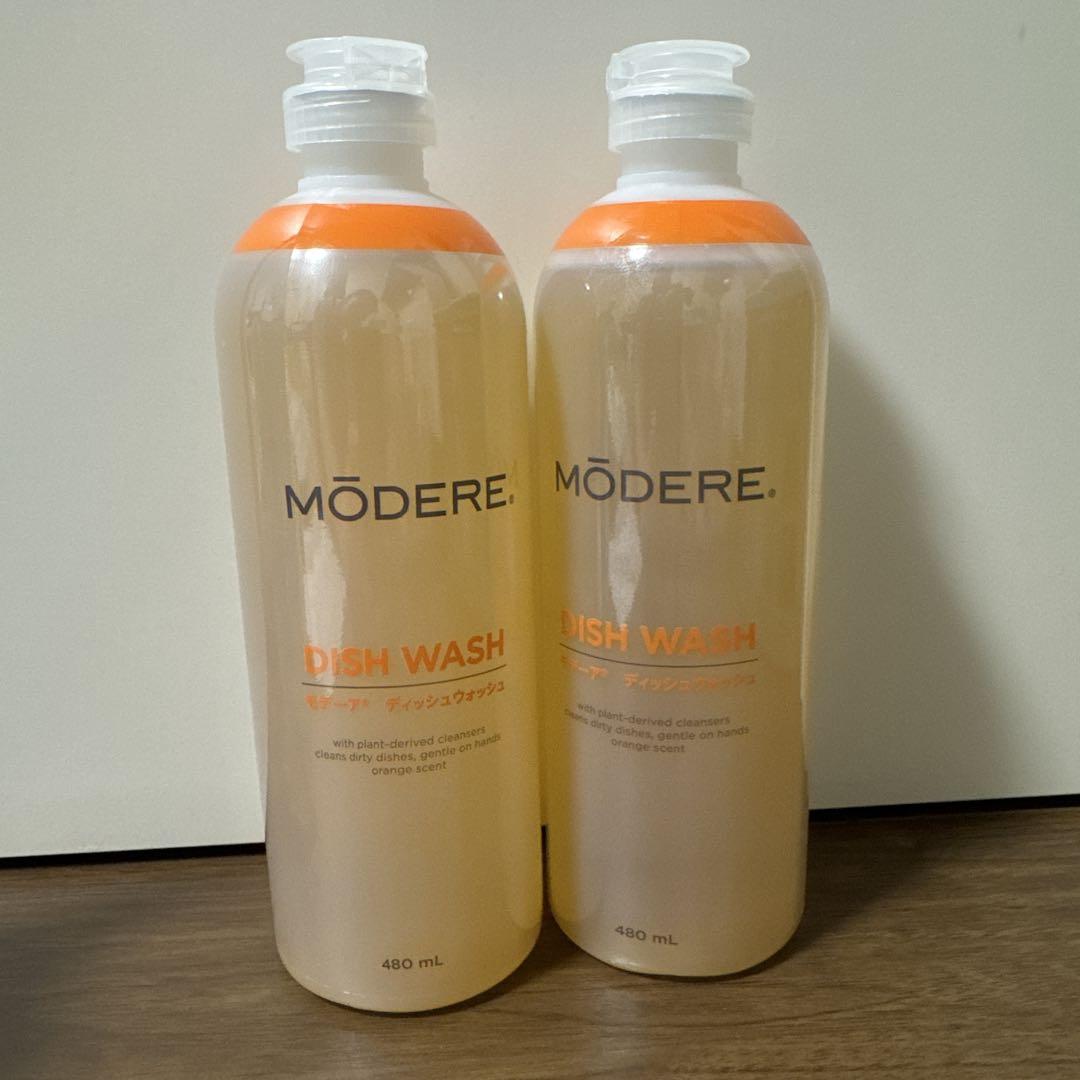 MōDERE®
DISH WASH
モデーア® ディッシュウォッシュ
with plant-derived cleansers
cleans dirty dishes, gentle on hands
orange scent
480 mL
MōDERE®
DISH WASH
モデーア® ディッシュウォッシュ
with plant-derived cleansers
cleans dirty dishes, gentle on hands
orange scent
480 mL